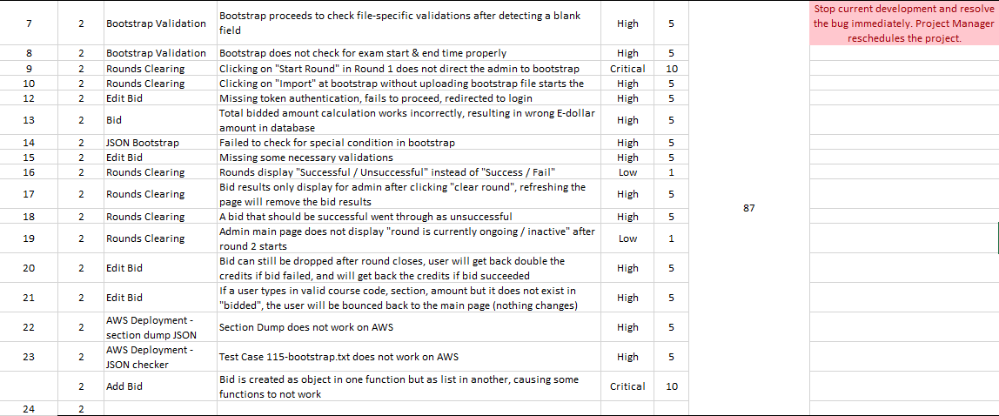 7 2 Bootstrap Validation Bootstrap proceeds to check file-specific validations after detecting a blank
field High 5 Stop current development and resolve
the bug immediately. Project Manager
reschedules the project.
8 2 Bootstrap Validation Bootstrap does not check for exam start & end time properly High 5
9 2 Rounds Clearing Clicking on "Start Round" in Round 1 does not direct the admin to bootstrap Critical 10
10 2 Rounds Clearing Clicking on "Import" at bootstrap without uploading bootstrap file starts the High 5
12 2 Edit Bid Missing token authentication, fails to proceed, redirected to login High 5
13 2 Bid Total bidded amount calculation works incorrectly, resulting in wrong E-dollar
amount in database High 5
14 2 JSON Bootstrap Failed to check for special condition in bootstrap High 5
15 2 Edit Bid Missing some necessary validations High 5
16 2 Rounds Clearing Rounds display "Successful / Unsuccessful" instead of "Success / Fail" Low 1
17 2 Rounds Clearing Bid results only display for admin after clicking "clear round", refreshing the
page will remove the bid results High 5
87
18 2 Rounds Clearing A bid that should be successful went through as unsuccessful High 5
19 2 Rounds Clearing Admin main page does not display "round is currently ongoing / inactive" after
round 2 starts Low 1
20 2 Edit Bid Bid can still be dropped after round closes, user will get back double the
credits if bid failed, and will get back the credits if bid succeeded High 5
21 2 Edit Bid If a user types in valid course code, section, amount but it does not exist in
"bidded", the user will be bounced back to the main page (nothing changes) High 5
22 2 AWS Deployment -
section dump JSON Section Dump does not work on AWS High 5
23 2 AWS Deployment -
JSON checker Test Case 115-bootstrap.txt does not work on AWS High 5
2 Add Bid Bid is created as object in one function but as list in another, causing some
functions to not work Critical 10
24 2